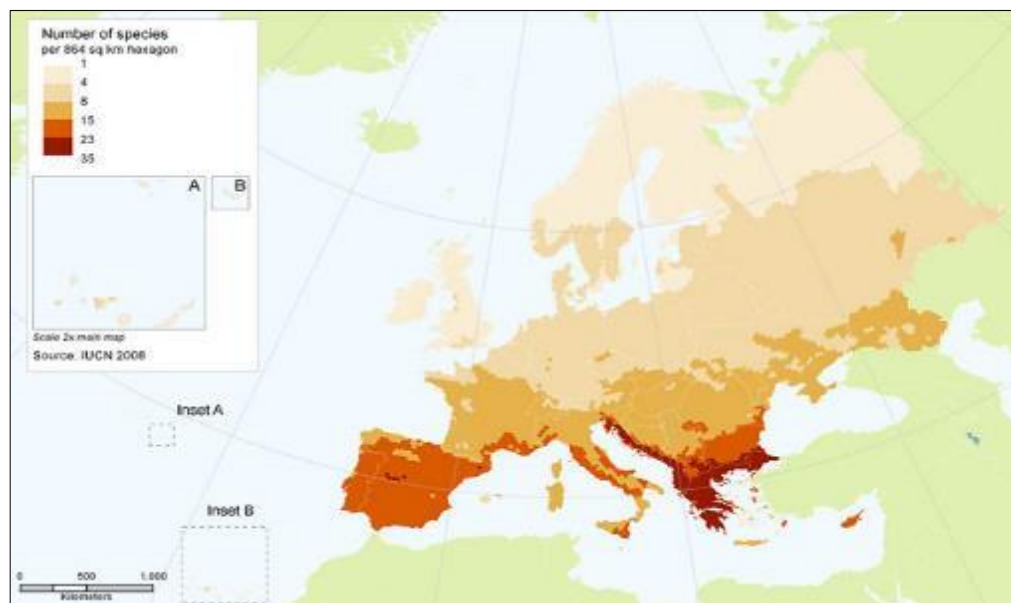 Number of species
per 864 sq km hexagon
1
4
8
15
23
35
A
B
Scale 2x main map
Source: IUCN 2008
Inset A
Inset B
0 500 1,000
Kilometers